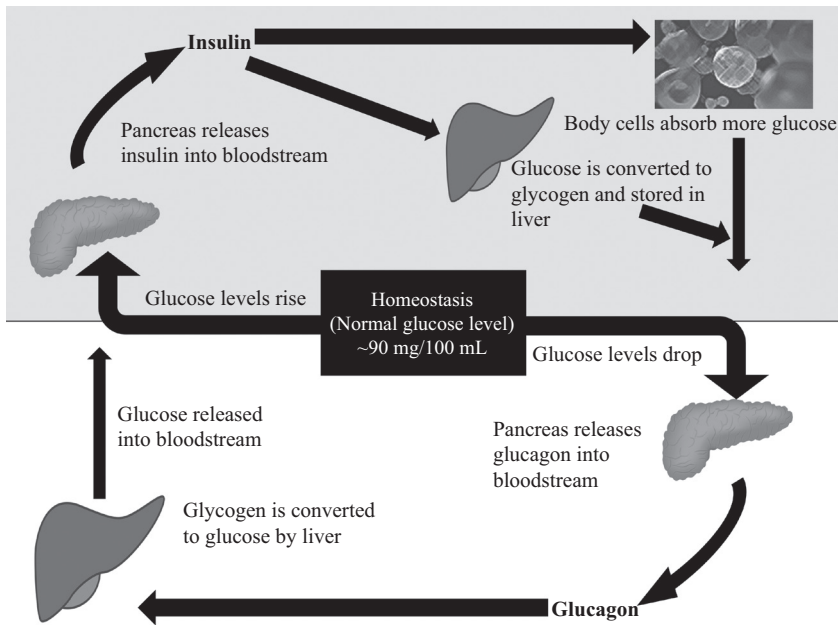 Insulin
Body cells absorb more glucose
Pancreas releases
insulin into bloodstream
Glucose is converted to
glycogen and stored in
liver
Glucose levels rise
Homeostasis
(Normal glucose level)
~90 mg/100 mL
Glucose levels drop
Glucose released
into bloodstream
Pancreas releases
glucagon into
bloodstream
Glycogen is converted
to glucose by liver
Glucagon